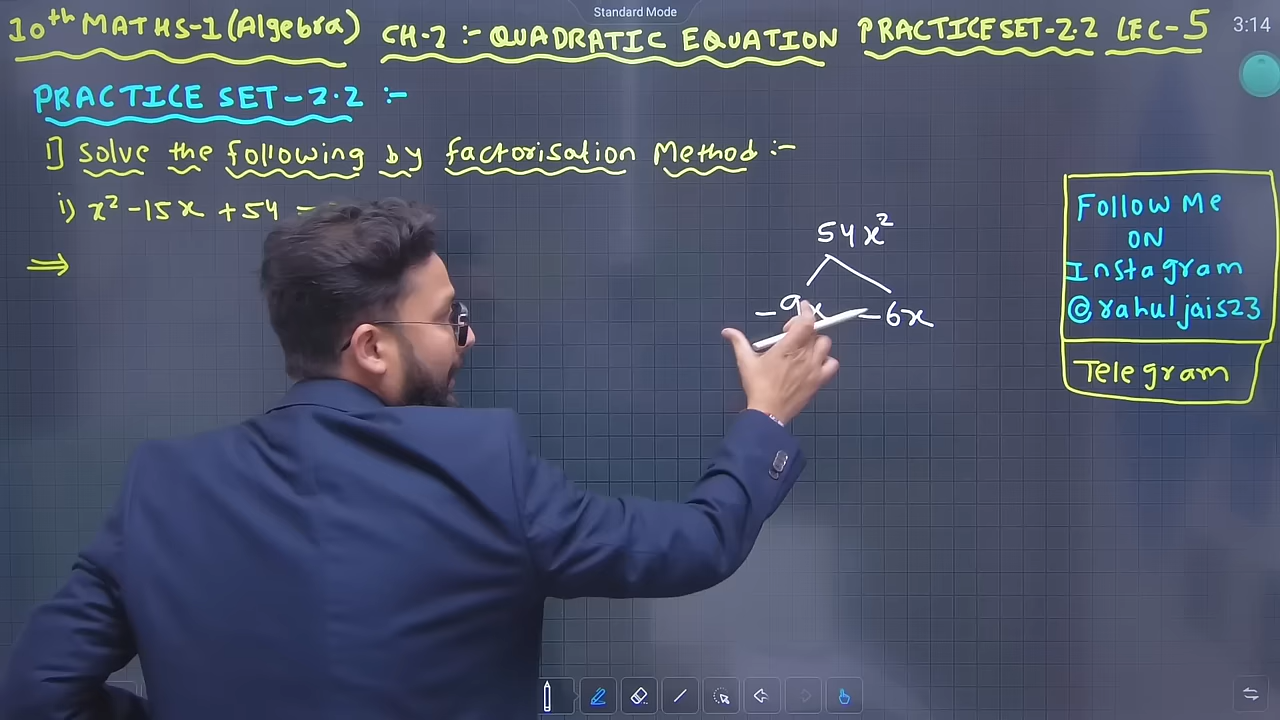 Standard Mode
10th MATHS-1 (Algebra) CH-2 :- QUADRATIC EQUATION PRACTICE SET-2.2 LEC-5 3:14
PRACTICE SET-2.2 :-
1] Solve the following by factorisation Method :-
i) x² -15x +54 =
⇒
54x²
-9x -6x
Follow Me
ON
Instagram
@rahuljais23
Telegram